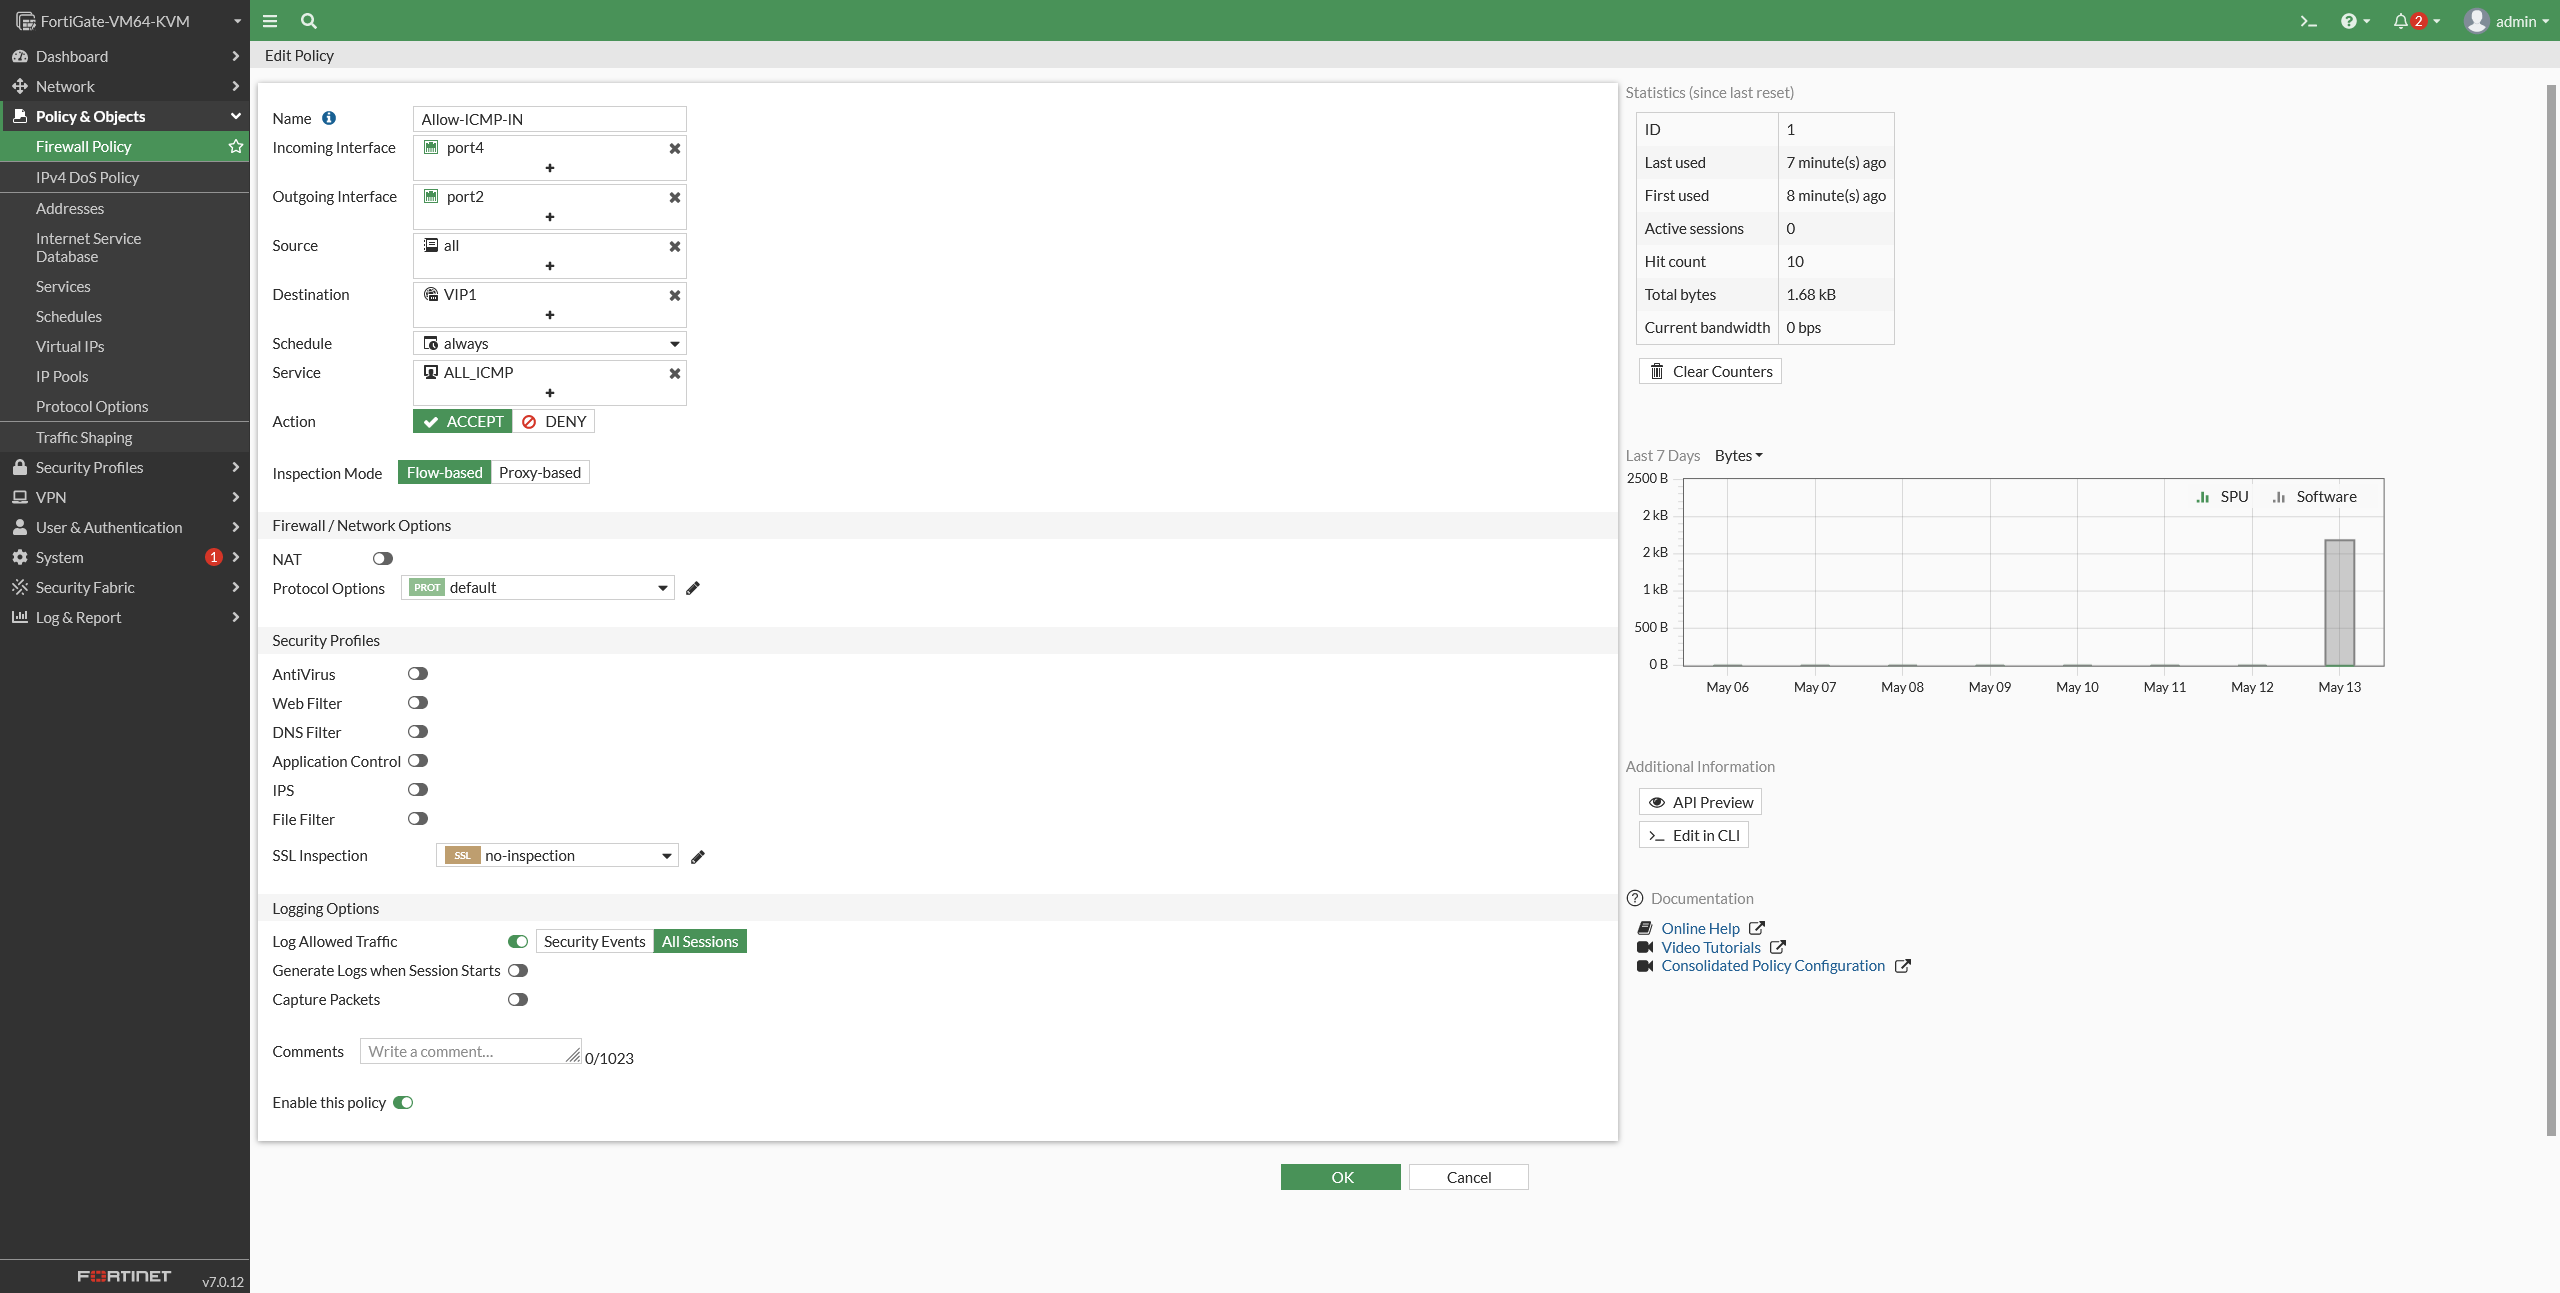 FortiGate-VM64-KVM
2
admin
Dashboard
Network
Policy & Objects
Firewall Policy
IPv4 DoS Policy
Addresses
Internet Service
Database
Services
Schedules
Virtual IPs
IP Pools
Protocol Options
Traffic Shaping
Security Profiles
VPN
User & Authentication
System 1
Security Fabric
Log & Report
FORTINET v7.0.12
Edit Policy
Name Allow-ICMP-IN
Incoming Interface port4
Outgoing Interface port2
Source all
Destination VIP1
Schedule always
Service ALL_ICMP
Action ACCEPT DENY
Inspection Mode Flow-based Proxy-based
Firewall / Network Options
NAT
Protocol Options PROT default
Security Profiles
AntiVirus
Web Filter
DNS Filter
Application Control
IPS
File Filter
SSL Inspection SSL no-inspection
Logging Options
Log Allowed Traffic Security Events All Sessions
Generate Logs when Session Starts
Capture Packets
Comments Write a comment... 0/1023
Enable this policy
OK Cancel
Statistics (since last reset)
ID 1
Last used 7 minute(s) ago
First used 8 minute(s) ago
Active sessions 0
Hit count 10
Total bytes 1.68 kB
Current bandwidth 0 bps
Clear Counters
Last 7 Days Bytes
2500 B
SPU Software
2 kB
2 kB
1 kB
500 B
0 B
May 06 May 07 May 08 May 09 May 10 May 11 May 12 May 13
Additional Information
API Preview
Edit in CLI
Documentation
Online Help
Video Tutorials
Consolidated Policy Configuration